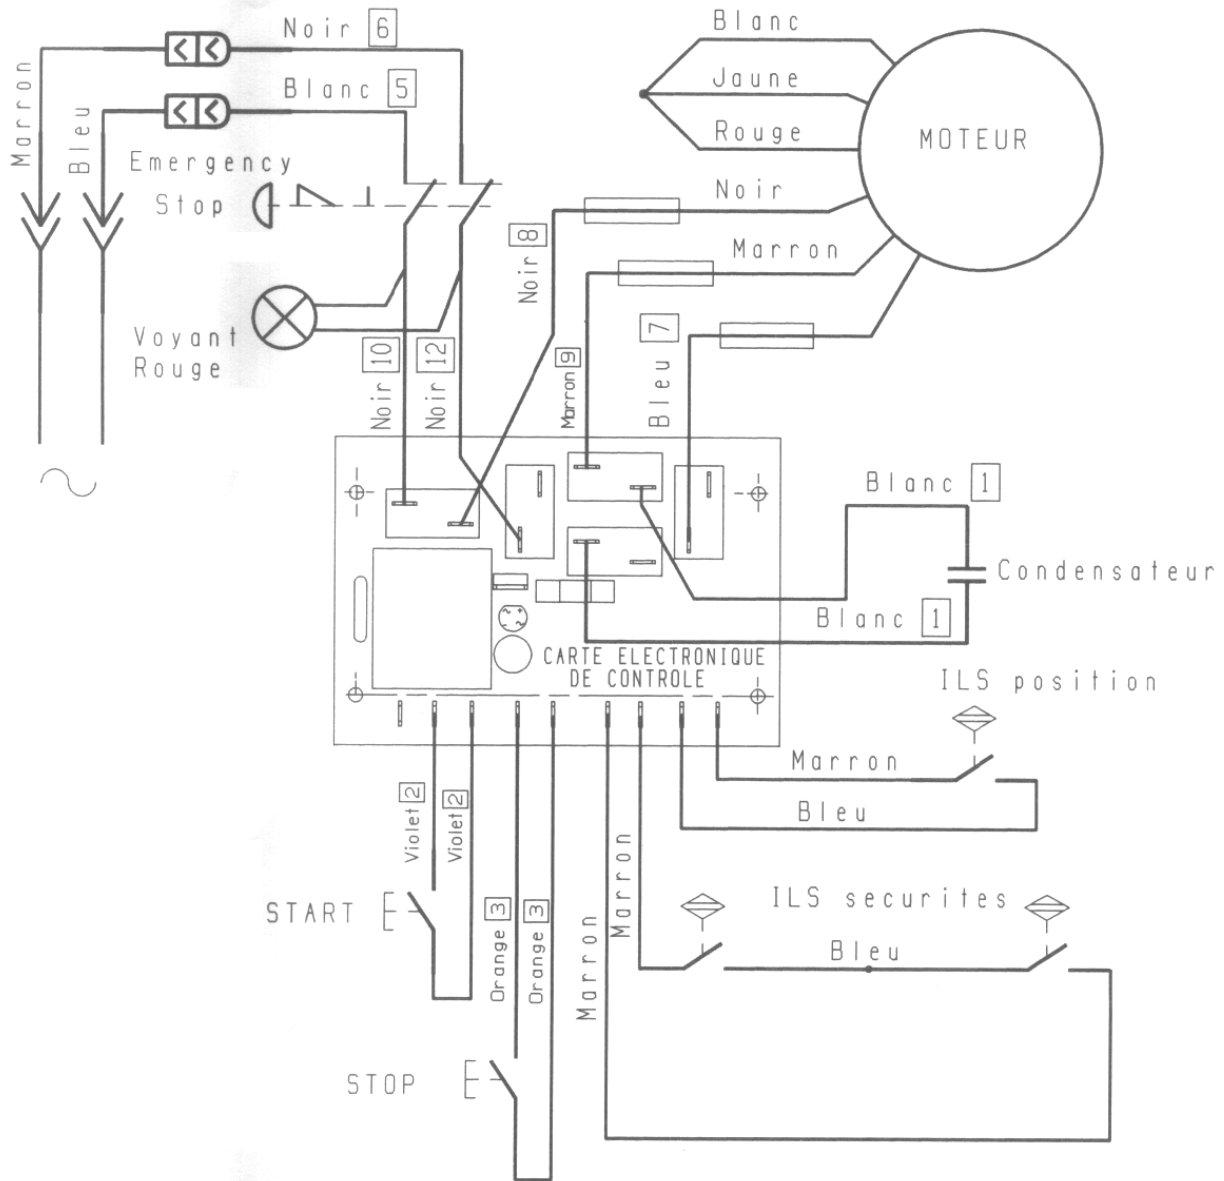 Noir 6
Blanc 5
Marron
Bleu
Emergency
Stop
Voyant
Rouge
Noir 10
Noir 12
Noir 8
Marron 9
Bleu 7
Blanc
Jaune
Rouge
Noir
Marron
MOTEUR
Blanc 1
Condensateur
Blanc 1
CARTE ELECTRONIQUE
DE CONTROLE
ILS position
Marron
Bleu
Violet 2
Violet 2
START
Orange 3
Orange 3
STOP
Marron
Marron
ILS securites
Bleu